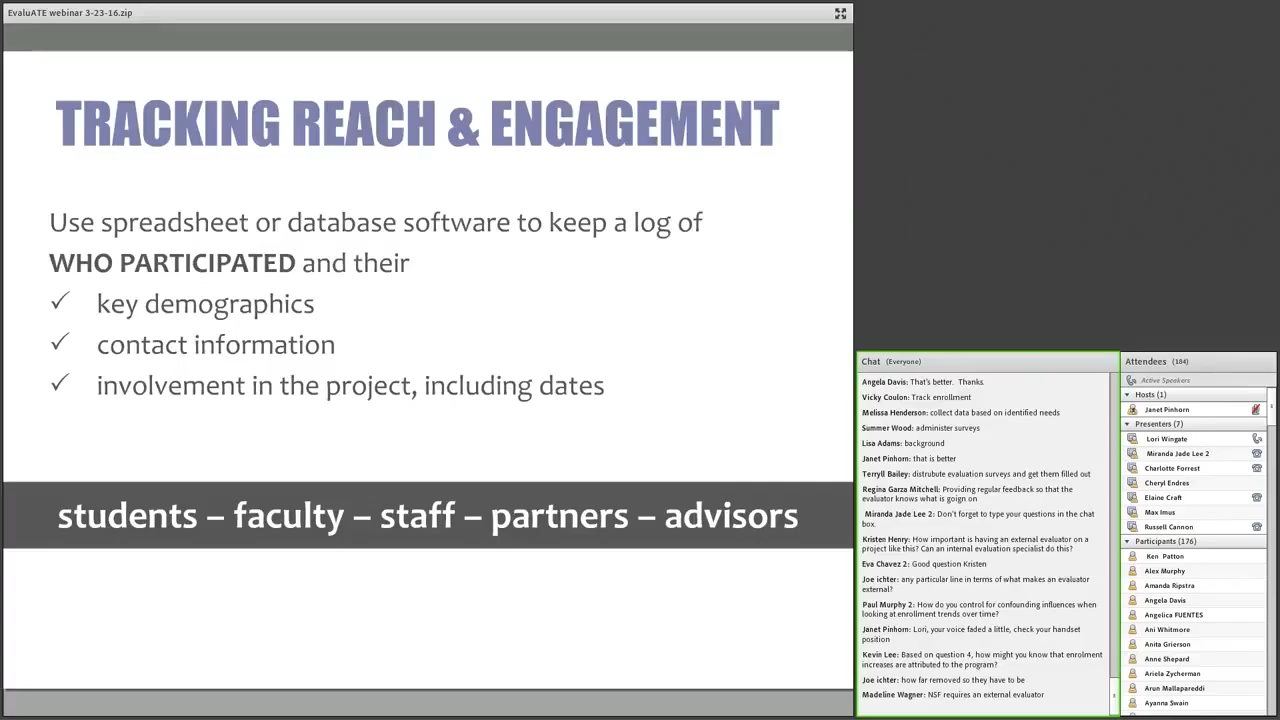 EvaluATE webinar 3-23-16.zip
TRACKING REACH & ENGAGEMENT
Use spreadsheet or database software to keep a log of
WHO PARTICIPATED and their
✓ key demographics
✓ contact information
✓ involvement in the project, including dates
students – faculty – staff – partners – advisors
Chat (Everyone)
Angela Davis: That's better. Thanks.
Vicky Coulon: Track enrollment
Melissa Henderson: collect data based on identified needs
Summer Wood: administer surveys
Lisa Adams: background
Janet Pinhorn: that is better
Terryll Bailey: distrubute evaluation surveys and get them filled out
Regina Garza Mitchell: Providing regular feedback so that the
evaluator knows what is goign on
Miranda Jade Lee 2: Don't forget to type your questions in the chat
box.
Kristen Henry: How important is having an external evaluator on a
project like this? Can an internal evaluation specialist do this?
Eva Chavez 2: Good question Kristen
Joe ichter: any particular line in terms of what makes an evaluator
external?
Paul Murphy 2: How do you control for confounding influences when
looking at enrollment trends over time?
Janet Pinhorn: Lori, your voice faded a little, check your handset
position
Kevin Lee: Based on question 4, how might you know that enrolment
increases are attributed to the program?
Joe ichter: how far removed so they have to be
Madeline Wagner: NSF requires an external evaluator
Attendees (184)
Active Speakers
Hosts (1)
Janet Pinhorn
Presenters (7)
Lori Wingate
Miranda Jade Lee 2
Charlotte Forrest
Cheryl Endres
Elaine Craft
Max Imus
Russell Cannon
Participants (176)
Ken Patton
Alex Murphy
Amanda Ripstra
Angela Davis
Angelica FUENTES
Ani Whitmore
Anita Grierson
Anne Shepard
Ariela Zycherman
Arun Mallapareddi
Ayanna Swain